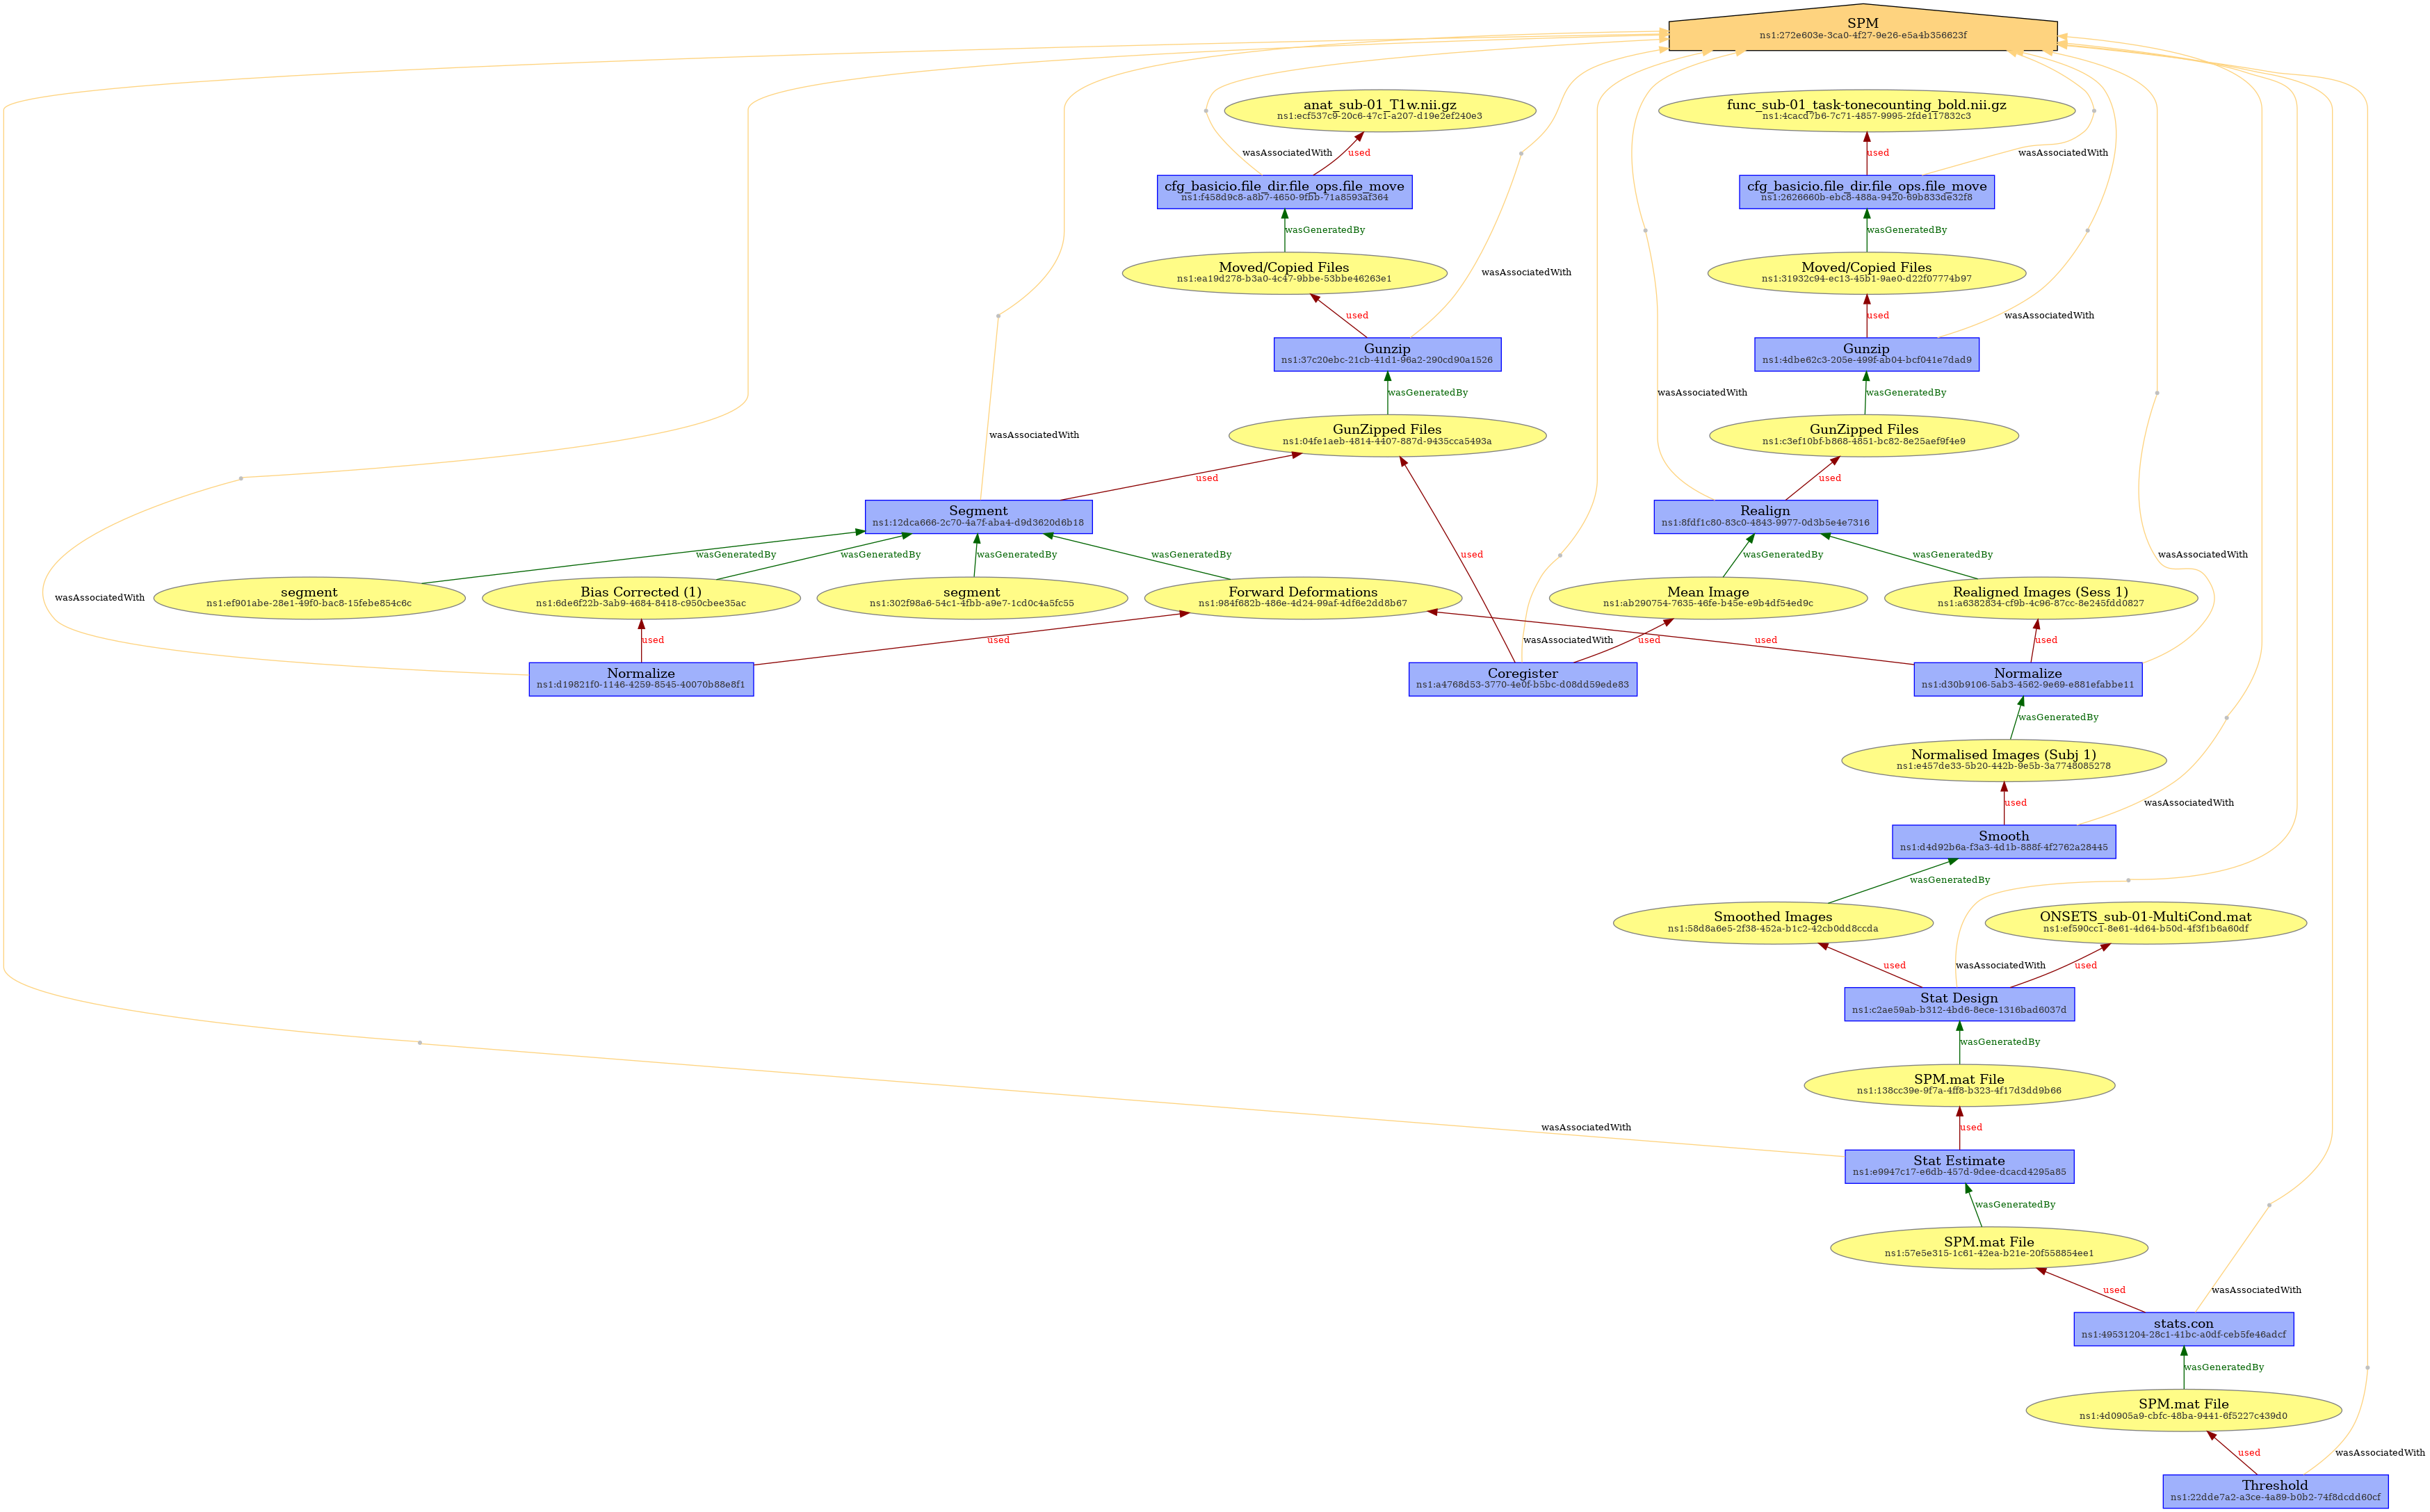 SPM
ns1:272e603e-3ca0-4f27-9e26-e5a4b356623f
anat_sub-01_T1w.nii.gz
ns1:ecf537c9-20c6-47c1-a207-d19e2ef240e3
func_sub-01_task-tonecounting_bold.nii.gz
ns1:4cacd7b6-7c71-4857-9995-2fde117832c3
wasAssociatedWith
used
used
wasAssociatedWith
cfg_basicio.file_dir.file_ops.file_move
ns1:f458d9c8-a8b7-4650-9fbb-71a8593af364
cfg_basicio.file_dir.file_ops.file_move
ns1:2626660b-ebc8-488a-9420-69b833de32f8
wasGeneratedBy
wasGeneratedBy
Moved/Copied Files
ns1:ea19d278-b3a0-4c47-9bbe-53bbe46263e1
wasAssociatedWith
Moved/Copied Files
ns1:31932c94-ec13-45b1-9ae0-d22f07774b97
used
used
wasAssociatedWith
Gunzip
ns1:37c20ebc-21cb-41d1-96a2-290cd90a1526
Gunzip
ns1:4dbe62c3-205e-499f-ab04-bcf041e7dad9
wasGeneratedBy
wasAssociatedWith
wasGeneratedBy
wasAssociatedWith
GunZipped Files
ns1:04fe1aeb-4814-4407-887d-9435cca5493a
GunZipped Files
ns1:c3ef10bf-b868-4851-bc82-8e25aef9f4e9
used
used
Segment
ns1:12dca666-2c70-4a7f-aba4-d9d3620d6b18
Realign
ns1:8fdf1c80-83c0-4843-9977-0d3b5e4e7316
wasGeneratedBy
wasGeneratedBy
wasGeneratedBy
wasGeneratedBy
used
wasGeneratedBy
wasGeneratedBy
wasAssociatedWith
wasAssociatedWith
segment
ns1:ef901abe-28e1-49f0-bac8-15febe854c6c
Bias Corrected (1)
ns1:6de6f22b-3ab9-4684-8418-c950cbee35ac
segment
ns1:302f98a6-54c1-4fbb-a9e7-1cd0c4a5fc55
Forward Deformations
ns1:984f682b-486e-4d24-99af-4df6e2dd8b67
Mean Image
ns1:ab290754-7635-46fe-b45e-e9b4df54ed9c
Realigned Images (Sess 1)
ns1:a6382834-cf9b-4c96-87cc-8e245fdd0827
used
used
wasAssociatedWith
used
used
used
Normalize
ns1:d19821f0-1146-4259-8545-40070b88e8f1
Coregister
ns1:a4768d53-3770-4e0f-b5bc-d08dd59ede83
Normalize
ns1:d30b9106-5ab3-4562-9e69-e881efabbe11
wasGeneratedBy
Normalised Images (Subj 1)
ns1:e457de33-5b20-442b-9e5b-3a7748085278
used
wasAssociatedWith
Smooth
ns1:d4d92b6a-f3a3-4d1b-888f-4f2762a28445
wasGeneratedBy
Smoothed Images
ns1:58d8a6e5-2f38-452a-b1c2-42cb0dd8ccda
ONSETS_sub-01-MultiCond.mat
ns1:ef590cc1-8e61-4d64-b50d-4f3f1b6a60df
used
wasAssociatedWith
used
Stat Design
ns1:c2ae59ab-b312-4bd6-8ece-1316bad6037d
wasGeneratedBy
SPM.mat File
ns1:138cc39e-9f7a-4ff8-b323-4f17d3dd9b66
wasAssociatedWith
used
Stat Estimate
ns1:e9947c17-e6db-457d-9dee-dcacd4295a85
wasGeneratedBy
SPM.mat File
ns1:57e5e315-1c61-42ea-b21e-20f558854ee1
used
wasAssociatedWith
stats.con
ns1:49531204-28c1-41bc-a0df-ceb5fe46adcf
wasGeneratedBy
SPM.mat File
ns1:4d0905a9-cbfc-48ba-9441-6f5227c439d0
used
wasAssociatedWith
Threshold
ns1:22dde7a2-a3ce-4a89-b0b2-74f8dcdd60cf